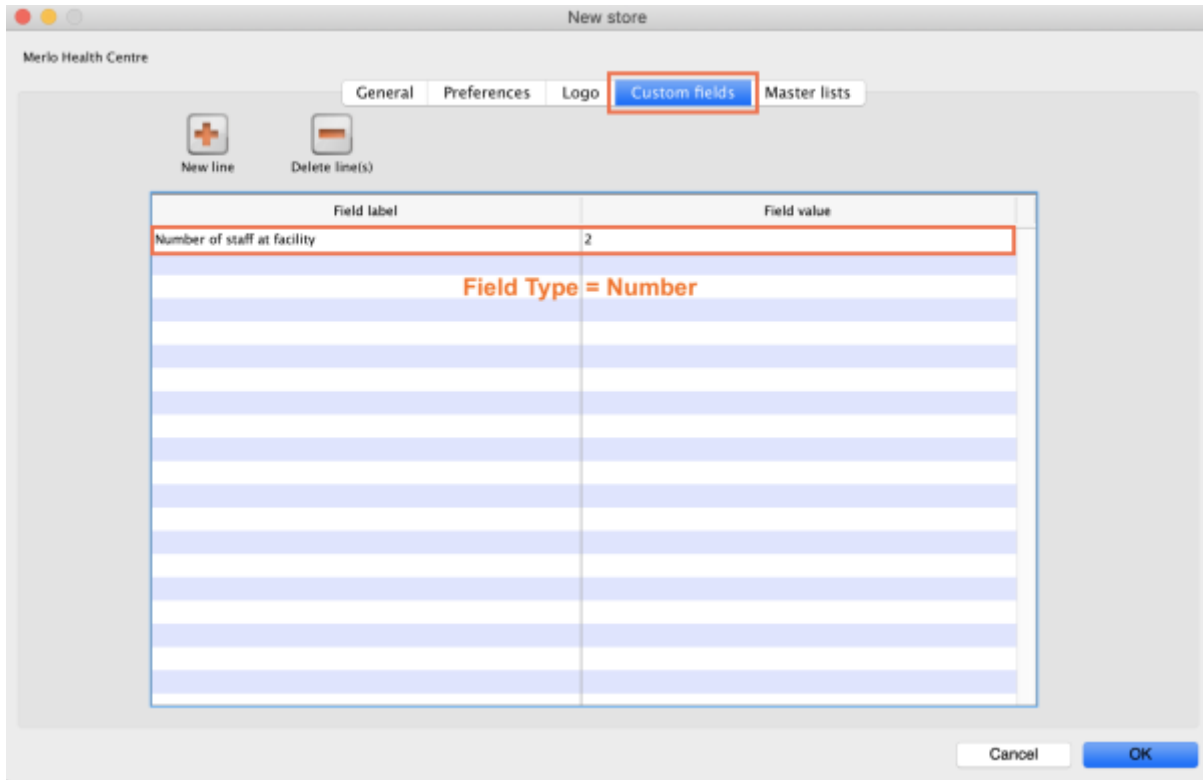 New store
Merlo Health Centre
General Preferences Logo Custom fields Master lists
New line Delete line(s)
Field label Field value
Number of staff at facility 2
Field Type = Number
Cancel OK